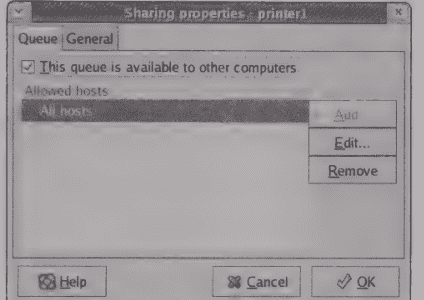 Sharing properties - printer1
Queue General
This queue is available to other computers
Allowed hosts
All hosts
Add
Edit...
Remove
Help Cancel OK